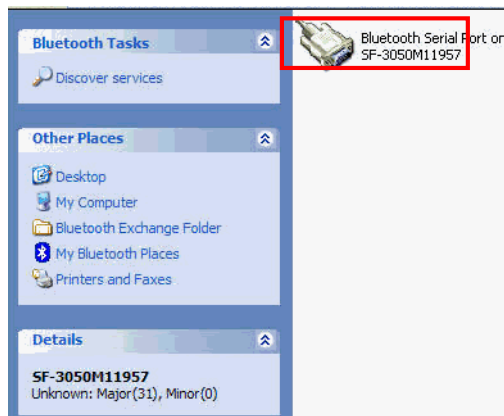 Bluetooth Tasks
Discover services
Other Places
Desktop
My Computer
Bluetooth Exchange Folder
My Bluetooth Places
Printers and Faxes
Details
SF-3050M11957
Unknown: Major(31), Minor(0)
Bluetooth Serial Port on
SF-3050M11957